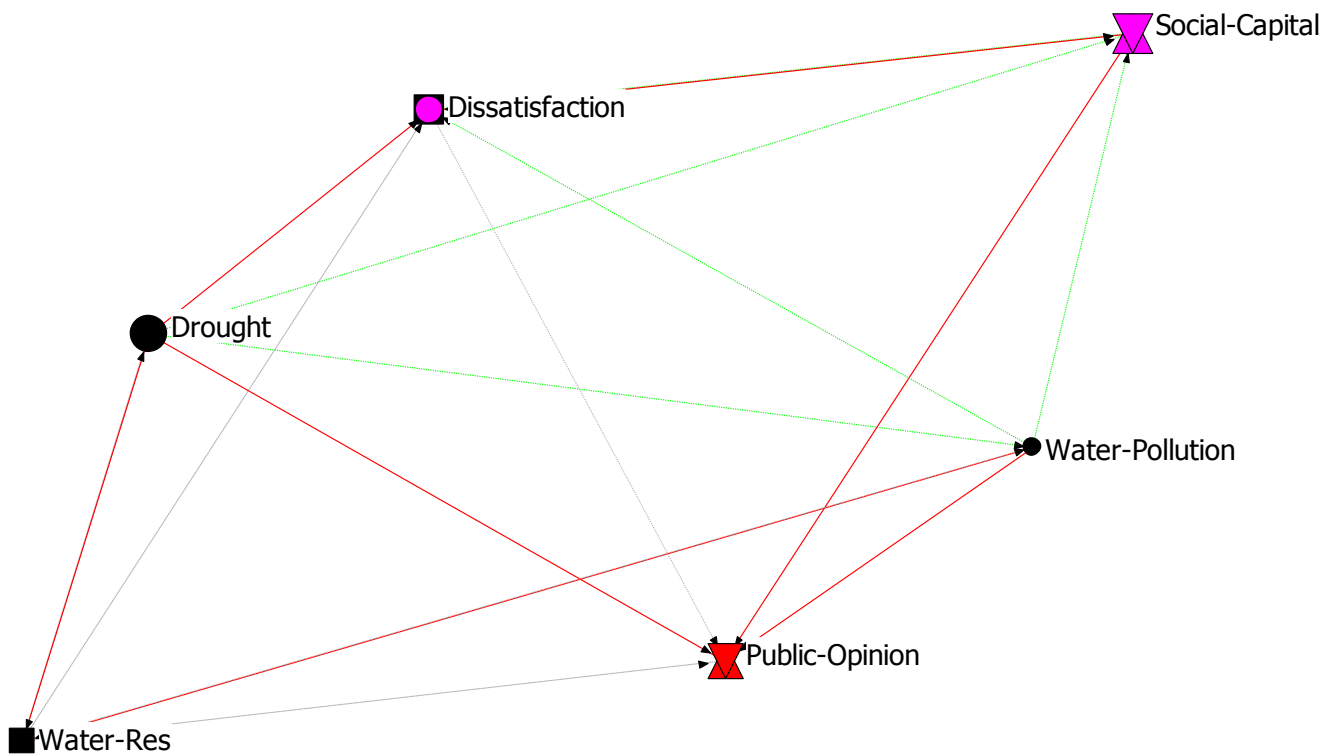 Social-Capital
Dissatisfaction
Drought
Water-Pollution
Public-Opinion
Water-Res